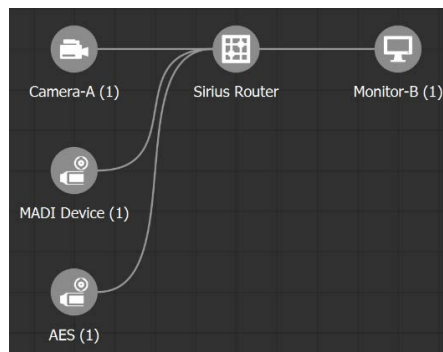 Camera-A (1)
Sirius Router
Monitor-B (1)
MADI Device (1)
AES (1)